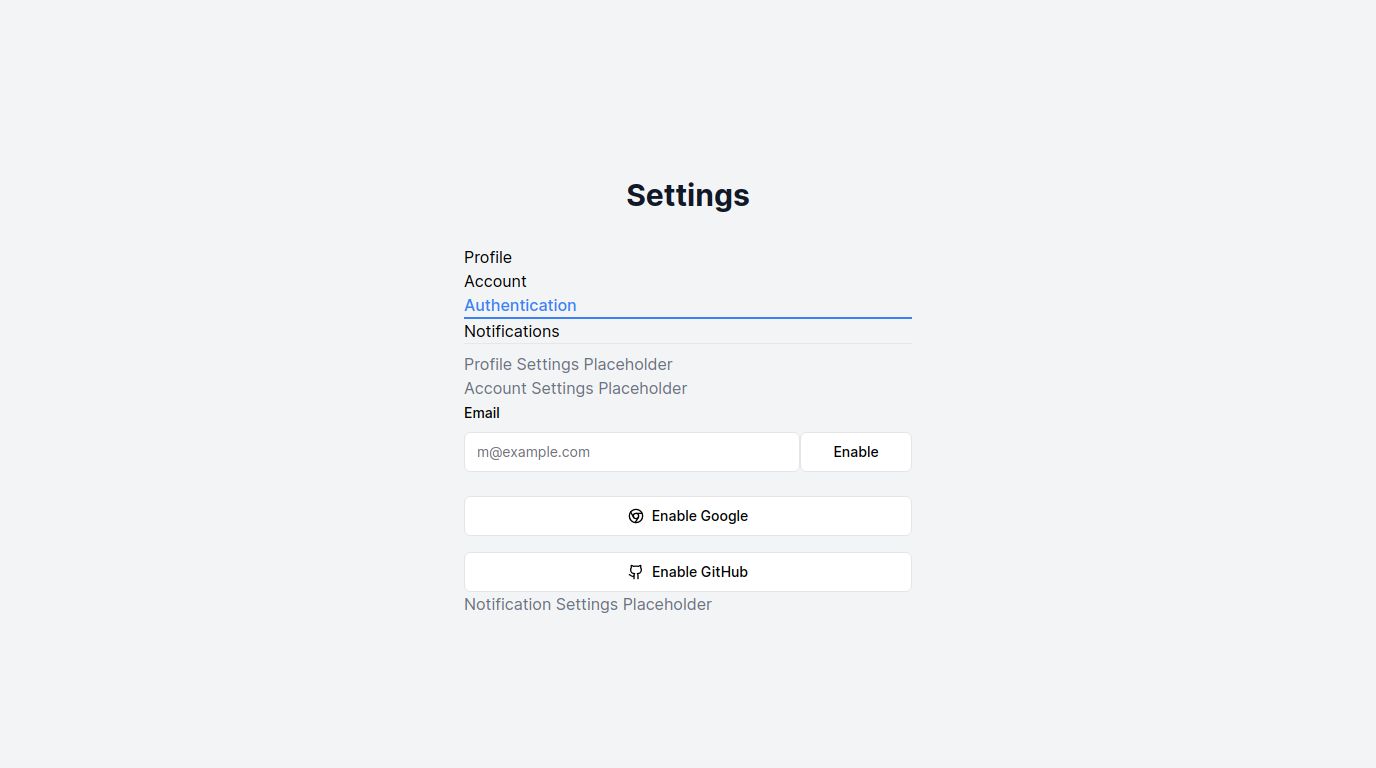 Settings
Profile
Account
Authentication
Notifications
Profile Settings Placeholder
Account Settings Placeholder
Email
m@example.com
Enable
Enable Google
Enable GitHub
Notification Settings Placeholder